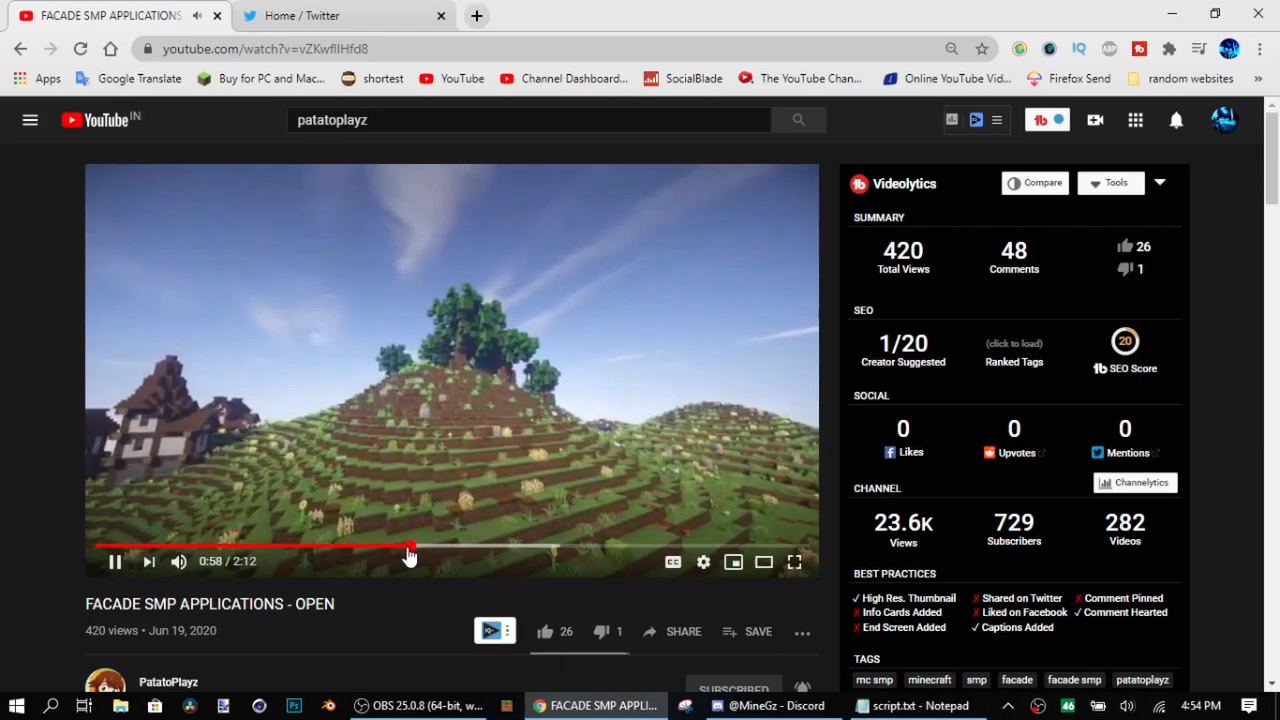 FACADE SMP APPLICATIONS
Home / Twitter
youtube.com/watch?v=vZKwflIHfd8
Apps
Google Translate
Buy for PC and Mac...
shortest
YouTube
Channel Dashboard...
SocialBlade
The YouTube Chan...
Online YouTube Vid...
Firefox Send
random websites
YouTube IN
patatoplayz
Videolytics
Compare
Tools
SUMMARY
420
Total Views
48
Comments
26
1
SEO
1/20
Creator Suggested
(click to load)
Ranked Tags
20
SEO Score
SOCIAL
0
Likes
0
Upvotes
0
Mentions
CHANNEL
Channelytics
23.6K
Views
729
Subscribers
282
Videos
BEST PRACTICES
✓ High Res. Thumbnail
✗ Shared on Twitter
✗ Comment Pinned
✗ Info Cards Added
✗ Liked on Facebook
✓ Comment Hearted
✗ End Screen Added
✓ Captions Added
TAGS
mc smp
minecraft
smp
facade
facade smp
patatoplayz
0:58 / 2:12
FACADE SMP APPLICATIONS - OPEN
420 views • Jun 19, 2020
26
1
SHARE
SAVE
PatatoPlayz
SUBSCRIBED
OBS 25.0.8 (64-bit, w...
FACADE SMP APPLI...
@MineGz - Discord
script.txt - Notepad
46
4:54 PM